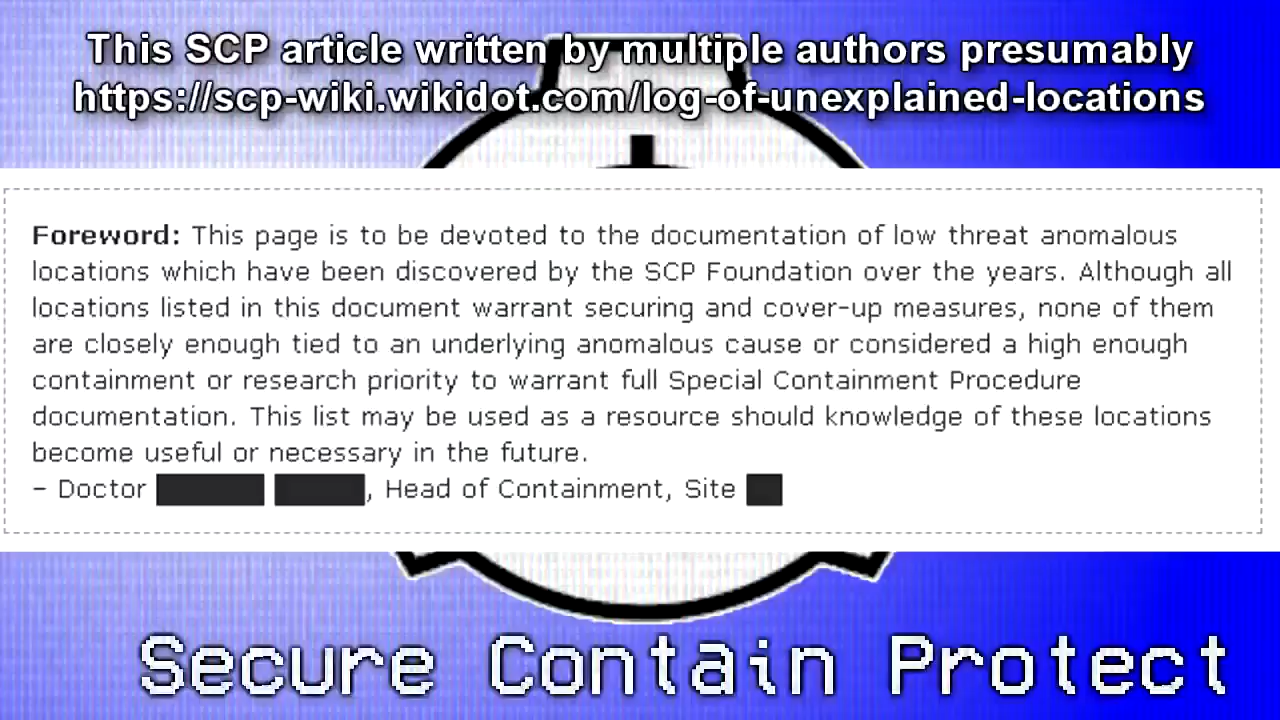 This SCP article written by multiple authors presumably
https://scp-wiki.wikidot.com/log-of-unexplained-locations
Foreword: This page is to be devoted to the documentation of low threat anomalous
locations which have been discovered by the SCP Foundation over the years. Although all
locations listed in this document warrant securing and cover-up measures, none of them
are closely enough tied to an underlying anomalous cause or considered a high enough
containment or research priority to warrant full Special Containment Procedure
documentation. This list may be used as a resource should knowledge of these locations
become useful or necessary in the future.
– Doctor ██████ █████, Head of Containment, Site ██
Secure Contain Protect